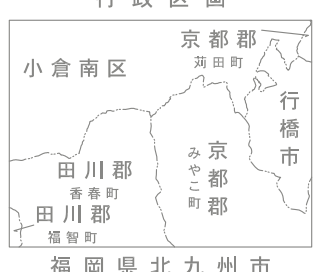 行政区画
京都郡
苅田町
小倉南区
行橋市
京都郡
みやこ町
田川郡
香春町
田川郡
福智町
福岡県北九州市